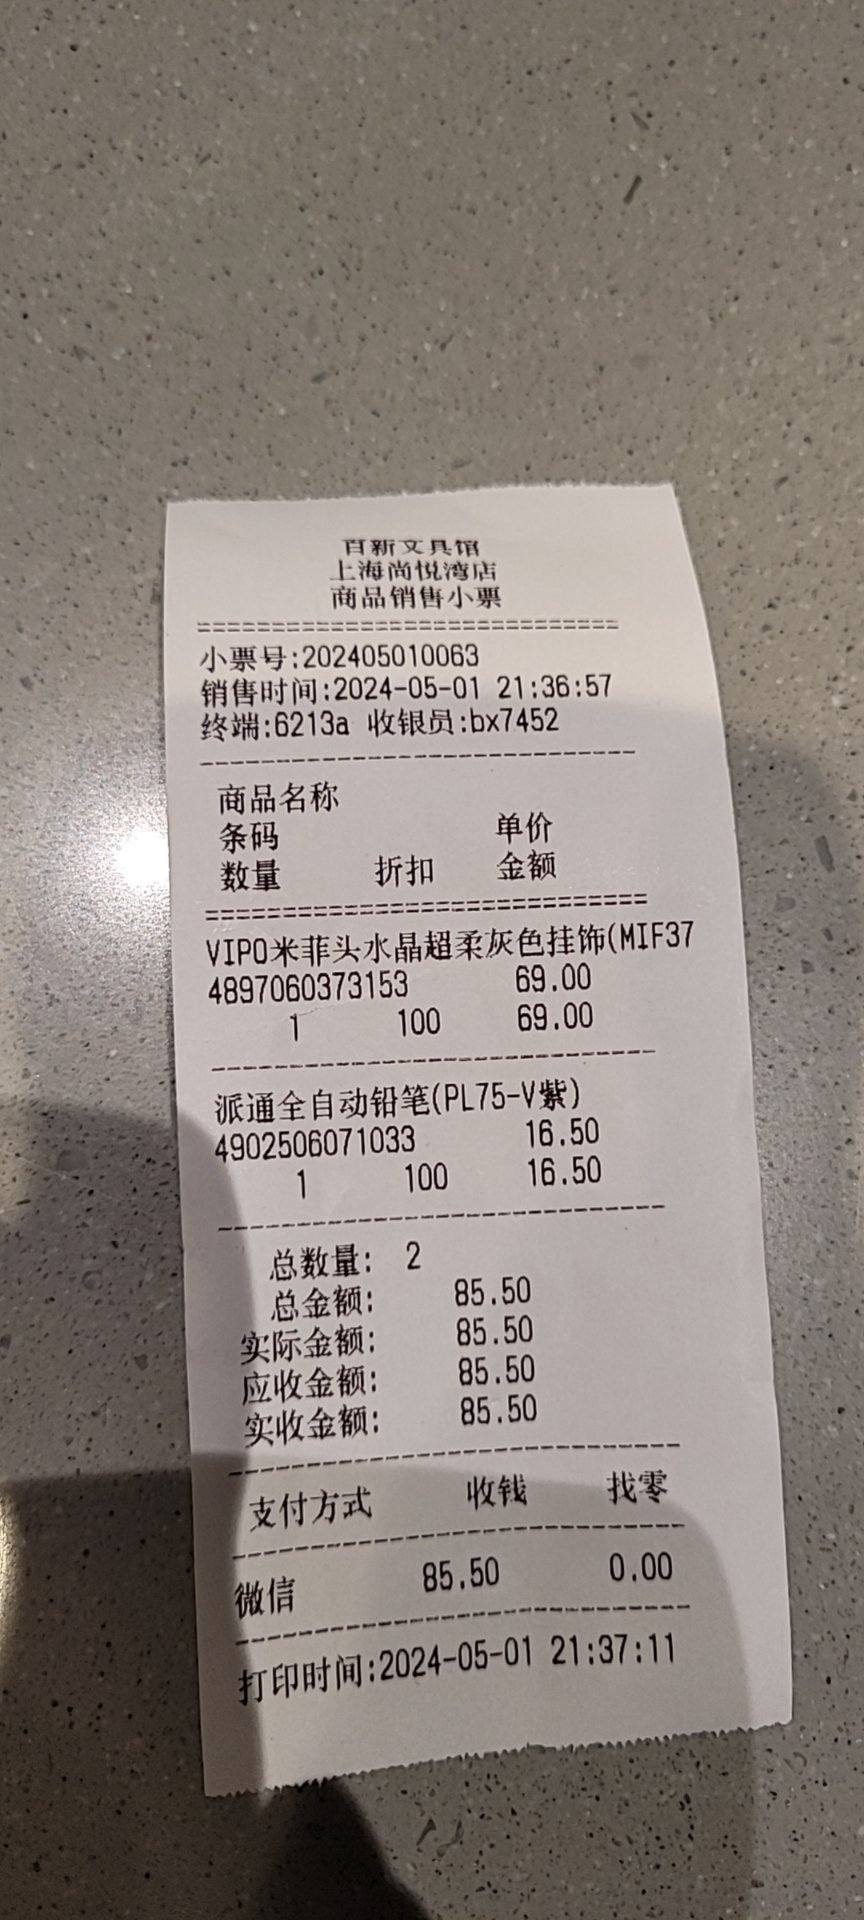 百新文具馆
上海尚悦湾店
商品销售小票
============================
小票号:202405010063
销售时间:2024-05-01 21:36:57
终端:6213a 收银员:bx7452
-----------------------------
商品名称
条码 单价
数量 折扣 金额
=============================
VIPO米菲头水晶超柔灰色挂饰(MIF37
4897060373153 69.00
1 100 69.00
-----------------------------
派通全自动铅笔(PL75-V紫)
4902506071033 16.50
1 100 16.50
-----------------------------
总数量: 2
总金额: 85.50
实际金额: 85.50
应收金额: 85.50
实收金额: 85.50
-----------------------------
支付方式 收钱 找零
-----------------------------
微信 85.50 0.00
-----------------------------
打印时间:2024-05-01 21:37:11